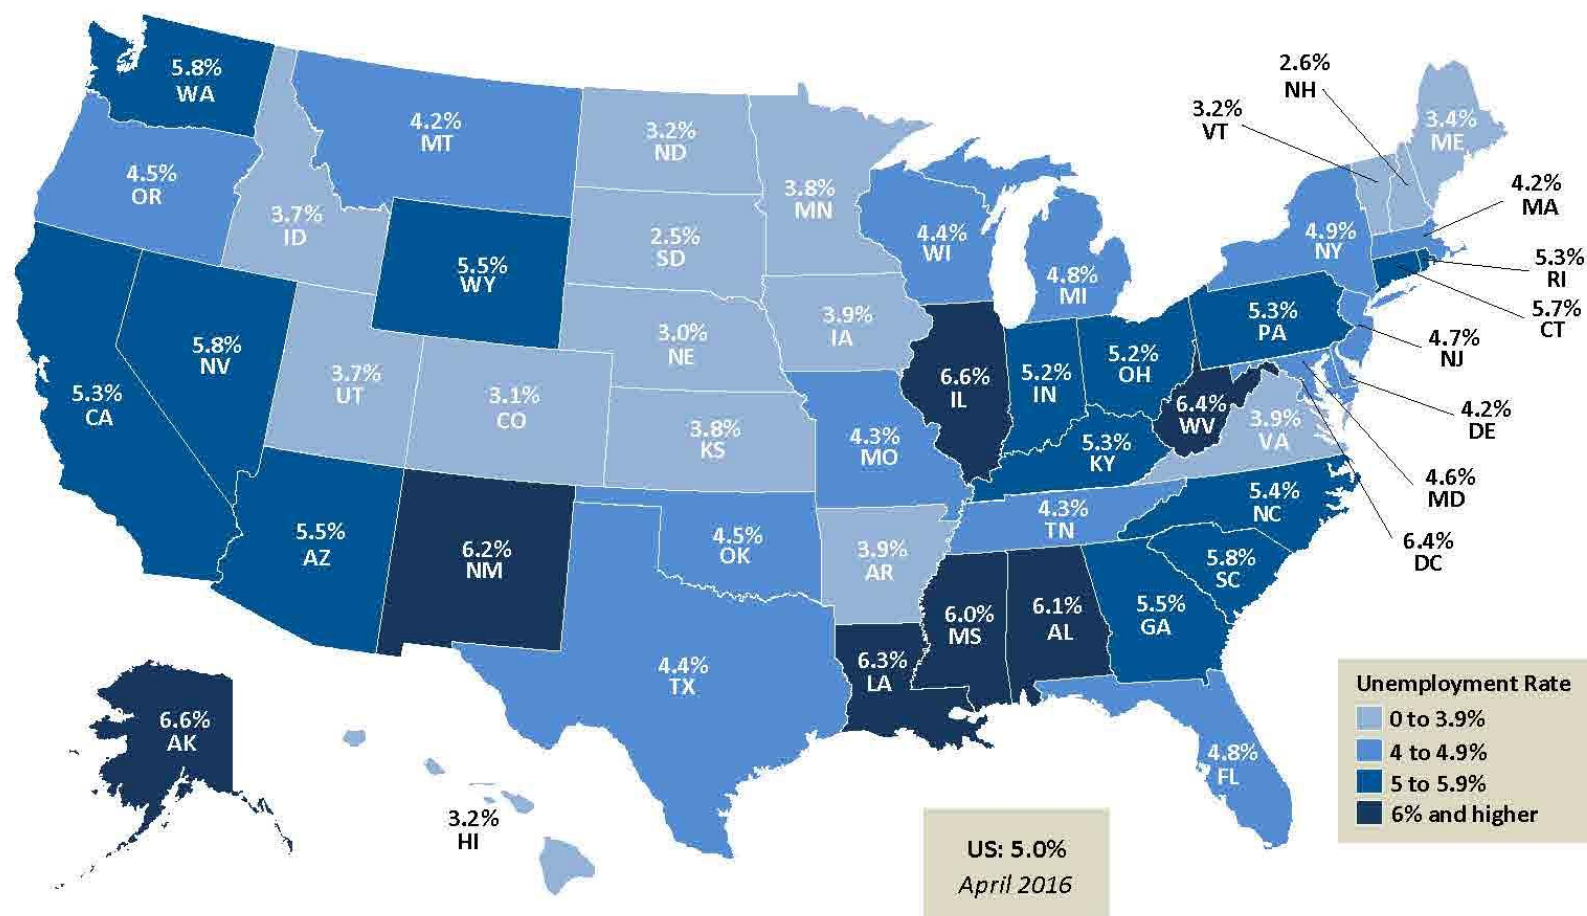 5.8%
WA
4.5%
OR
4.2%
MT
3.7%
ID
5.5%
WY
5.3%
CA
5.8%
NV
3.7%
UT
3.1%
CO
5.5%
AZ
6.2%
NM
3.2%
ND
2.5%
SD
3.0%
NE
3.8%
KS
4.5%
OK
4.4%
TX
3.8%
MN
3.9%
IA
4.3%
MO
3.9%
AR
6.3%
LA
4.4%
WI
6.6%
IL
4.8%
MI
5.2%
IN
5.2%
OH
5.3%
KY
4.3%
TN
6.0%
MS
6.1%
AL
5.5%
GA
4.8%
FL
5.8%
SC
5.4%
NC
3.9%
VA
6.4%
WV
5.3%
PA
4.9%
NY
3.2%
VT
2.6%
NH
3.4%
ME
4.2%
MA
5.3%
RI
5.7%
CT
4.7%
NJ
4.2%
DE
4.6%
MD
6.4%
DC
6.6%
AK
3.2%
HI
US: 5.0%
April 2016
Unemployment Rate
0 to 3.9%
4 to 4.9%
5 to 5.9%
6% and higher